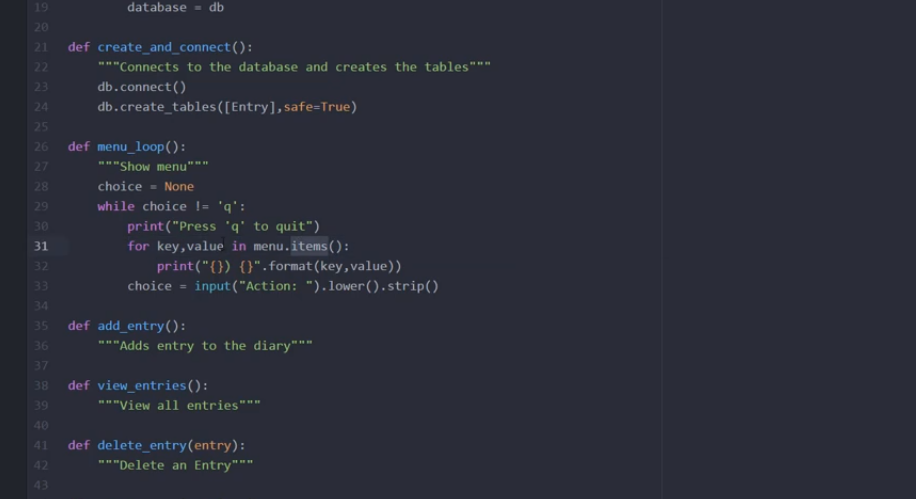 19 database = db
20
21 def create_and_connect():
22 """Connects to the database and creates the tables"""
23 db.connect()
24 db.create_tables([Entry],safe=True)
25
26 def menu_loop():
27 """Show menu"""
28 choice = None
29 while choice != 'q':
30 print("Press 'q' to quit")
31 for key,value in menu.items():
32 print("{}) {}".format(key,value))
33 choice = input("Action: ").lower().strip()
34
35 def add_entry():
36 """Adds entry to the diary"""
37
38 def view_entries():
39 """View all entries"""
40
41 def delete_entry(entry):
42 """Delete an Entry"""
43